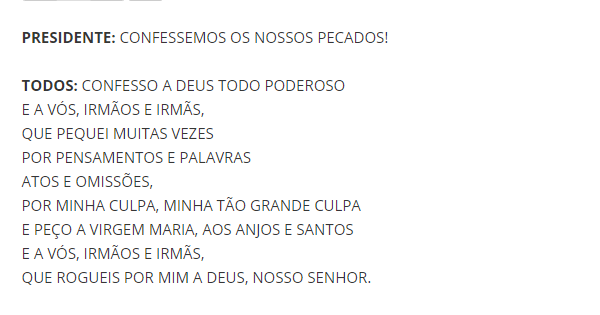 PRESIDENTE: CONFESSEMOS OS NOSSOS PECADOS!
TODOS: CONFESSO A DEUS TODO PODEROSO
E A VÓS, IRMÃOS E IRMÃS,
QUE PEQUEI MUITAS VEZES
POR PENSAMENTOS E PALAVRAS
ATOS E OMISSÕES,
POR MINHA CULPA, MINHA TÃO GRANDE CULPA
E PEÇO A VIRGEM MARIA, AOS ANJOS E SANTOS
E A VÓS, IRMÃOS E IRMÃS,
QUE ROGUEIS POR MIM A DEUS, NOSSO SENHOR.